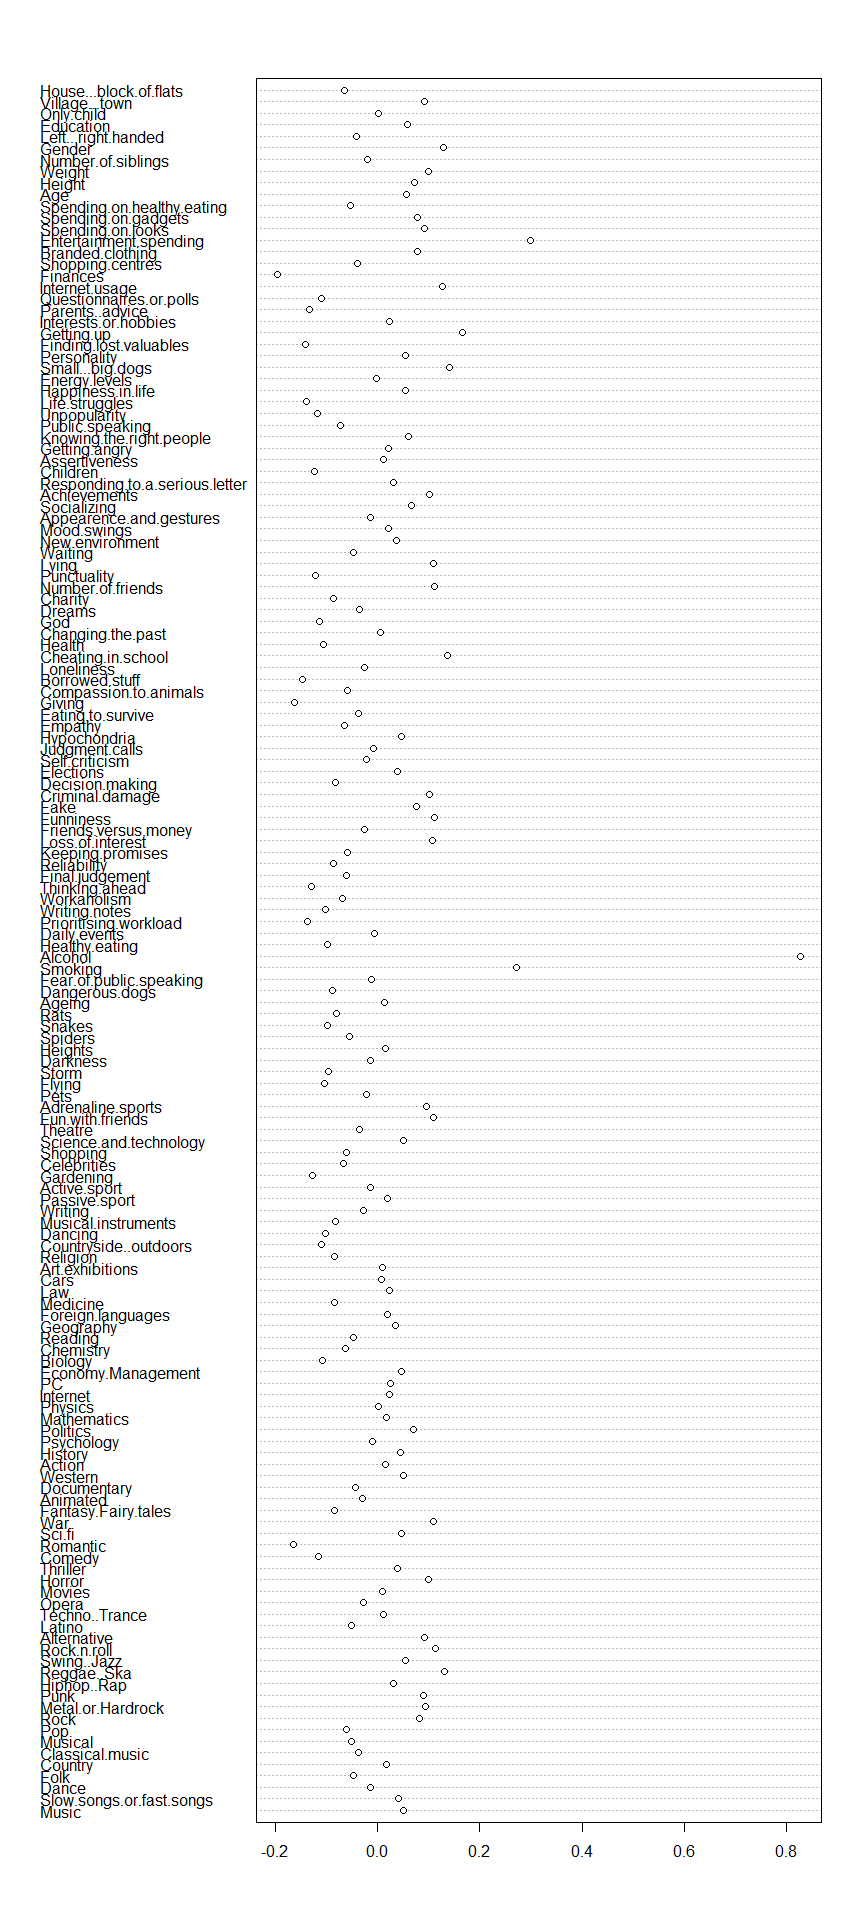 House...block.of.flats
Village...town
Only.child
Education
Left...right.handed
Gender
Number.of.siblings
Weight
Height
Age
Spending.on.healthy.eating
Spending.on.gadgets
Spending.on.looks
Entertainment.spending
Branded.clothing
Shopping.centres
Finances
Internet.usage
Questionnaires.or.polls
Parents..advice
Interests.or.hobbies
Getting.up
Finding.lost.valuables
Personality
Small...big.dogs
Energy.levels
Happiness.in.life
Life.struggles
Unpopularity
Public.speaking
Knowing.the.right.people
Getting.angry
Assertiveness
Children
Responding.to.a.serious.letter
Achievements
Socializing
Appearence.and.gestures
Mood.swings
New.environment
Waiting
Lying
Punctuality
Number.of.friends
Charity
Dreams
God
Changing.the.past
Health
Cheating.in.school
Loneliness
Borrowed.stuff
Compassion.to.animals
Giving
Eating.to.survive
Empathy
Hypochondria
Judgment.calls
Self.criticism
Elections
Decision.making
Criminal.damage
Fake
Funniness
Friends.versus.money
Loss.of.interest
Keeping.promises
Reliability
Final.judgement
Thinking.ahead
Workaholism
Writing.notes
Prioritising.workload
Daily.events
Healthy.eating
Alcohol
Smoking
Fear.of.public.speaking
Dangerous.dogs
Ageing
Rats
Snakes
Spiders
Heights
Darkness
Storm
Flying
Pets
Adrenaline.sports
Fun.with.friends
Theatre
Science.and.technology
Shopping
Celebrities
Gardening
Active.sport
Passive.sport
Writing
Musical.instruments
Dancing
Countryside..outdoors
Religion
Art.exhibitions
Cars
Law
Medicine
Foreign.languages
Geography
Reading
Chemistry
Biology
Economy.Management
PC
Internet
Physics
Mathematics
Politics
Psychology
History
Action
Western
Documentary
Animated
Fantasy.Fairy.tales
War
Sci.fi
Romantic
Comedy
Thriller
Horror
Movies
Opera
Techno..Trance
Latino
Alternative
Rock.n.roll
Swing..Jazz
Reggae..Ska
Hiphop..Rap
Punk
Metal.or.Hardrock
Rock
Pop
Musical
Classical.music
Country
Folk
Dance
Slow.songs.or.fast.songs
Music
-0.2 0.0 0.2 0.4 0.6 0.8